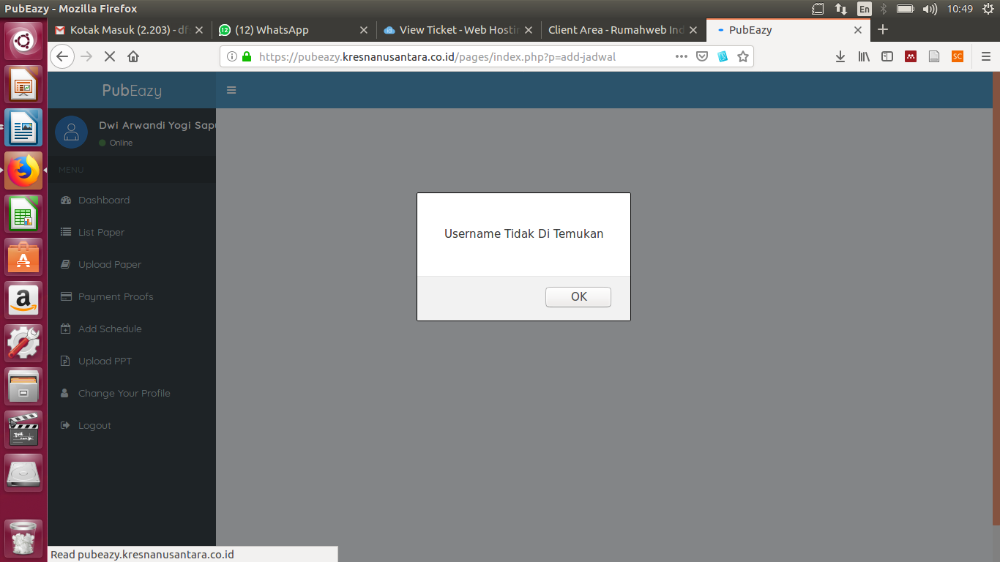 PubEazy - Mozilla Firefox
En
10:49
Kotak Masuk (2.203) - df
(12) WhatsApp
View Ticket - Web Hostin
Client Area - Rumahweb Ind
PubEazy
https://pubeazy.kresnanusantara.co.id/pages/index.php?p=add-jadwal
SC
PubEazy
Dwi Arwandi Yogi Sapu
Online
MENU
Dashboard
List Paper
Upload Paper
Payment Proofs
Add Schedule
Upload PPT
Change Your Profile
Logout
Username Tidak Di Temukan
OK
Read pubeazy.kresnanusantara.co.id